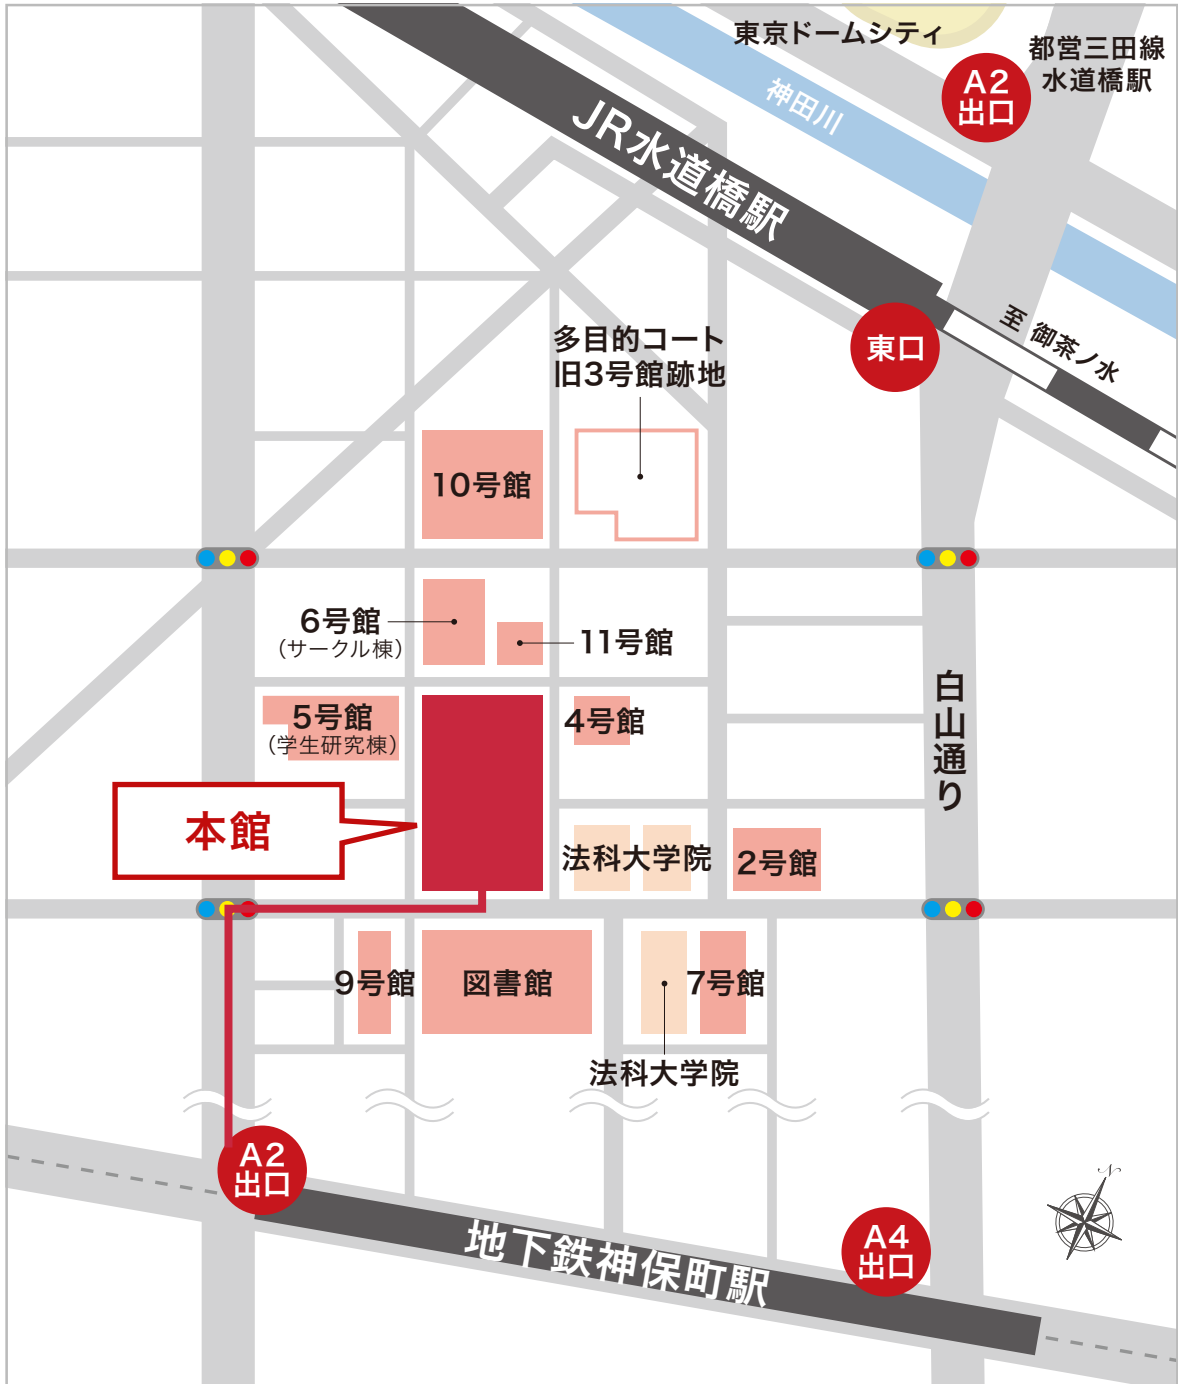 東京ドームシティ
都営三田線
水道橋駅
A2
出口
神田川
JR水道橋駅
東口
至 御茶ノ水
多目的コート
旧3号館跡地
10号館
6号館
（サークル棟）
11号館
5号館
（学生研究棟）
4号館
白山通り
本館
法科大学院
2号館
9号館
図書館
7号館
法科大学院
A2
出口
地下鉄神保町駅
A4
出口
N